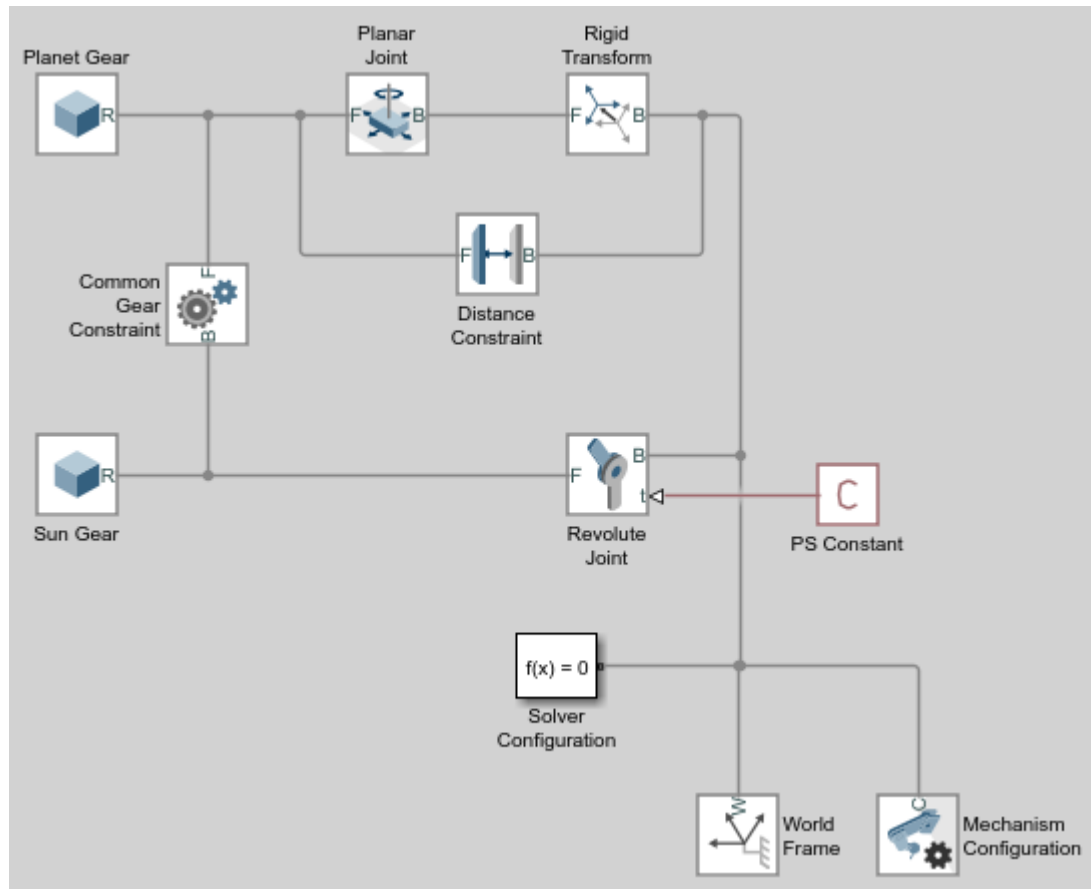 Planet Gear
R
Planar
Joint
F
B
Rigid
Transform
F
B
Common
Gear
Constraint
F
B
F
B
Distance
Constraint
R
Sun Gear
F
B
t
Revolute
Joint
C
PS Constant
f(x) = 0
Solver
Configuration
W
World
Frame
C
Mechanism
Configuration